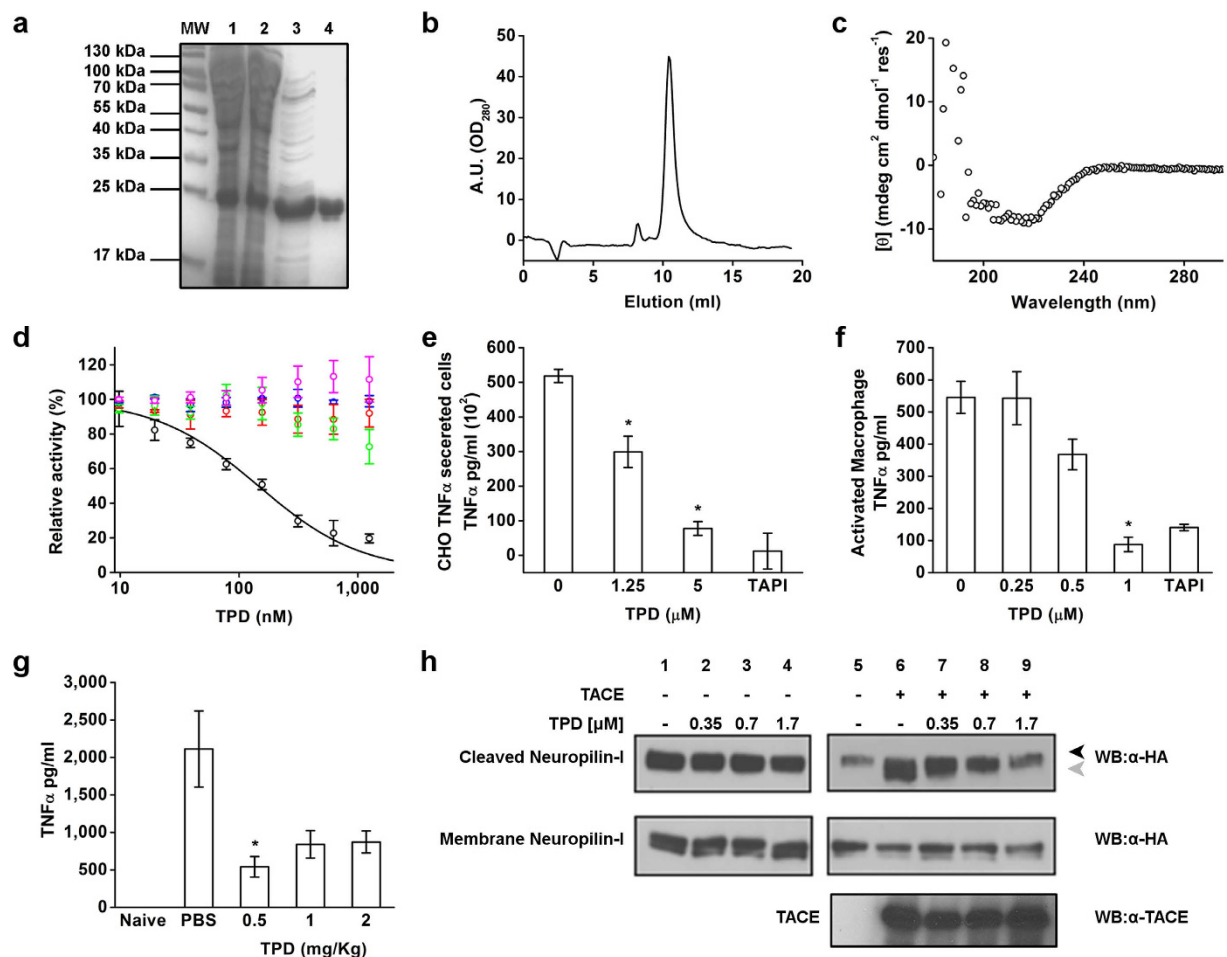 a
MW 1 2 3 4
130 kDa
100 kDa
70 kDa
55 kDa
40 kDa
35 kDa
25 kDa
17 kDa
b
A.U. (OD280)
50
40
30
20
10
0
0 5 10 15 20
Elution (ml)
c
[θ] (mdeg cm² dmol⁻¹ res⁻¹)
20
10
0
-10
200 240 280
Wavelength (nm)
d
Relative activity (%)
120
100
80
60
40
20
0
10 100 1,000
TPD (nM)
e
CHO TNFα secereted cells
TNFα pg/ml (10²)
600
500
400
300
200
100
0
* *
0 1.25 5 TAPI
TPD (μM)
f
Activated Macrophage
TNFα pg/ml
700
600
500
400
300
200
100
0
*
0 0.25 0.5 1 TAPI
TPD (μM)
g
TNFα pg/ml
3,000
2,500
2,000
1,500
1,000
500
0
*
Naive PBS 0.5 1 2
TPD (mg/Kg)
h
1 2 3 4 5 6 7 8 9
TACE - - - - - + + + +
TPD [μM] - 0.35 0.7 1.7 - - 0.35 0.7 1.7
Cleaved Neuropilin-I WB:α-HA
Membrane Neuropilin-I WB:α-HA
TACE WB:α-TACE